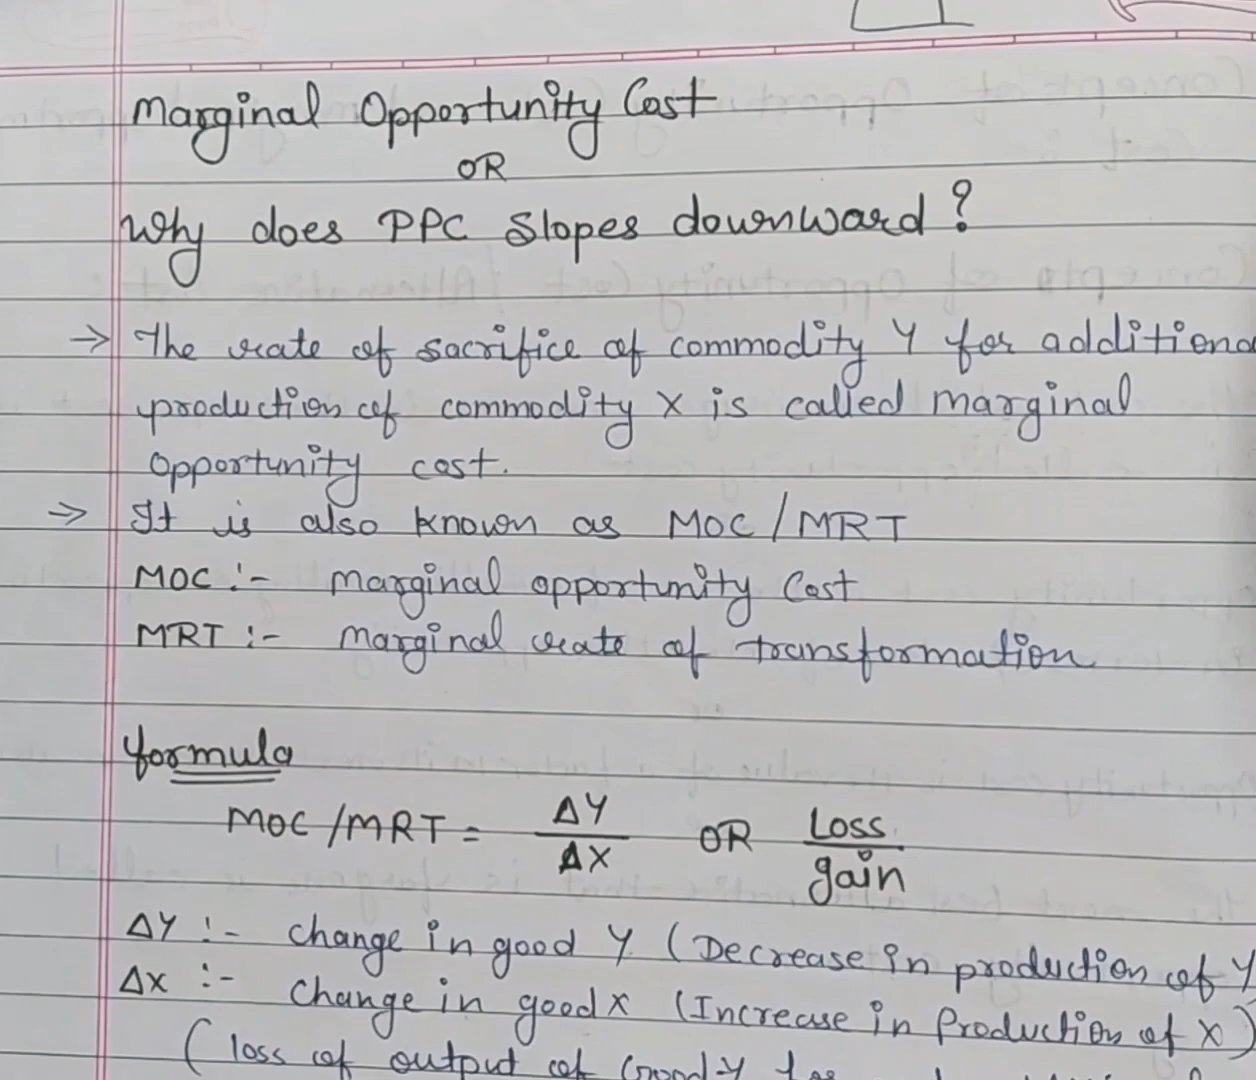 Marginal Opportunity Cost
OR
Why does PPC Slopes downward?
→ The rate of sacrifice of commodity Y for additiona
production of commodity X is called marginal
Opportunity cost.
→ It is also known as MOC/MRT
MOC :- Marginal opportunity Cost
MRT :- Marginal rate of transformation
formula
MOC/MRT = ΔY/ΔX OR Loss/gain
ΔY :- Change in good Y (Decrease in production of Y
ΔX :- Change in good X (Increase in Production of X)
(loss of output of Good-Y